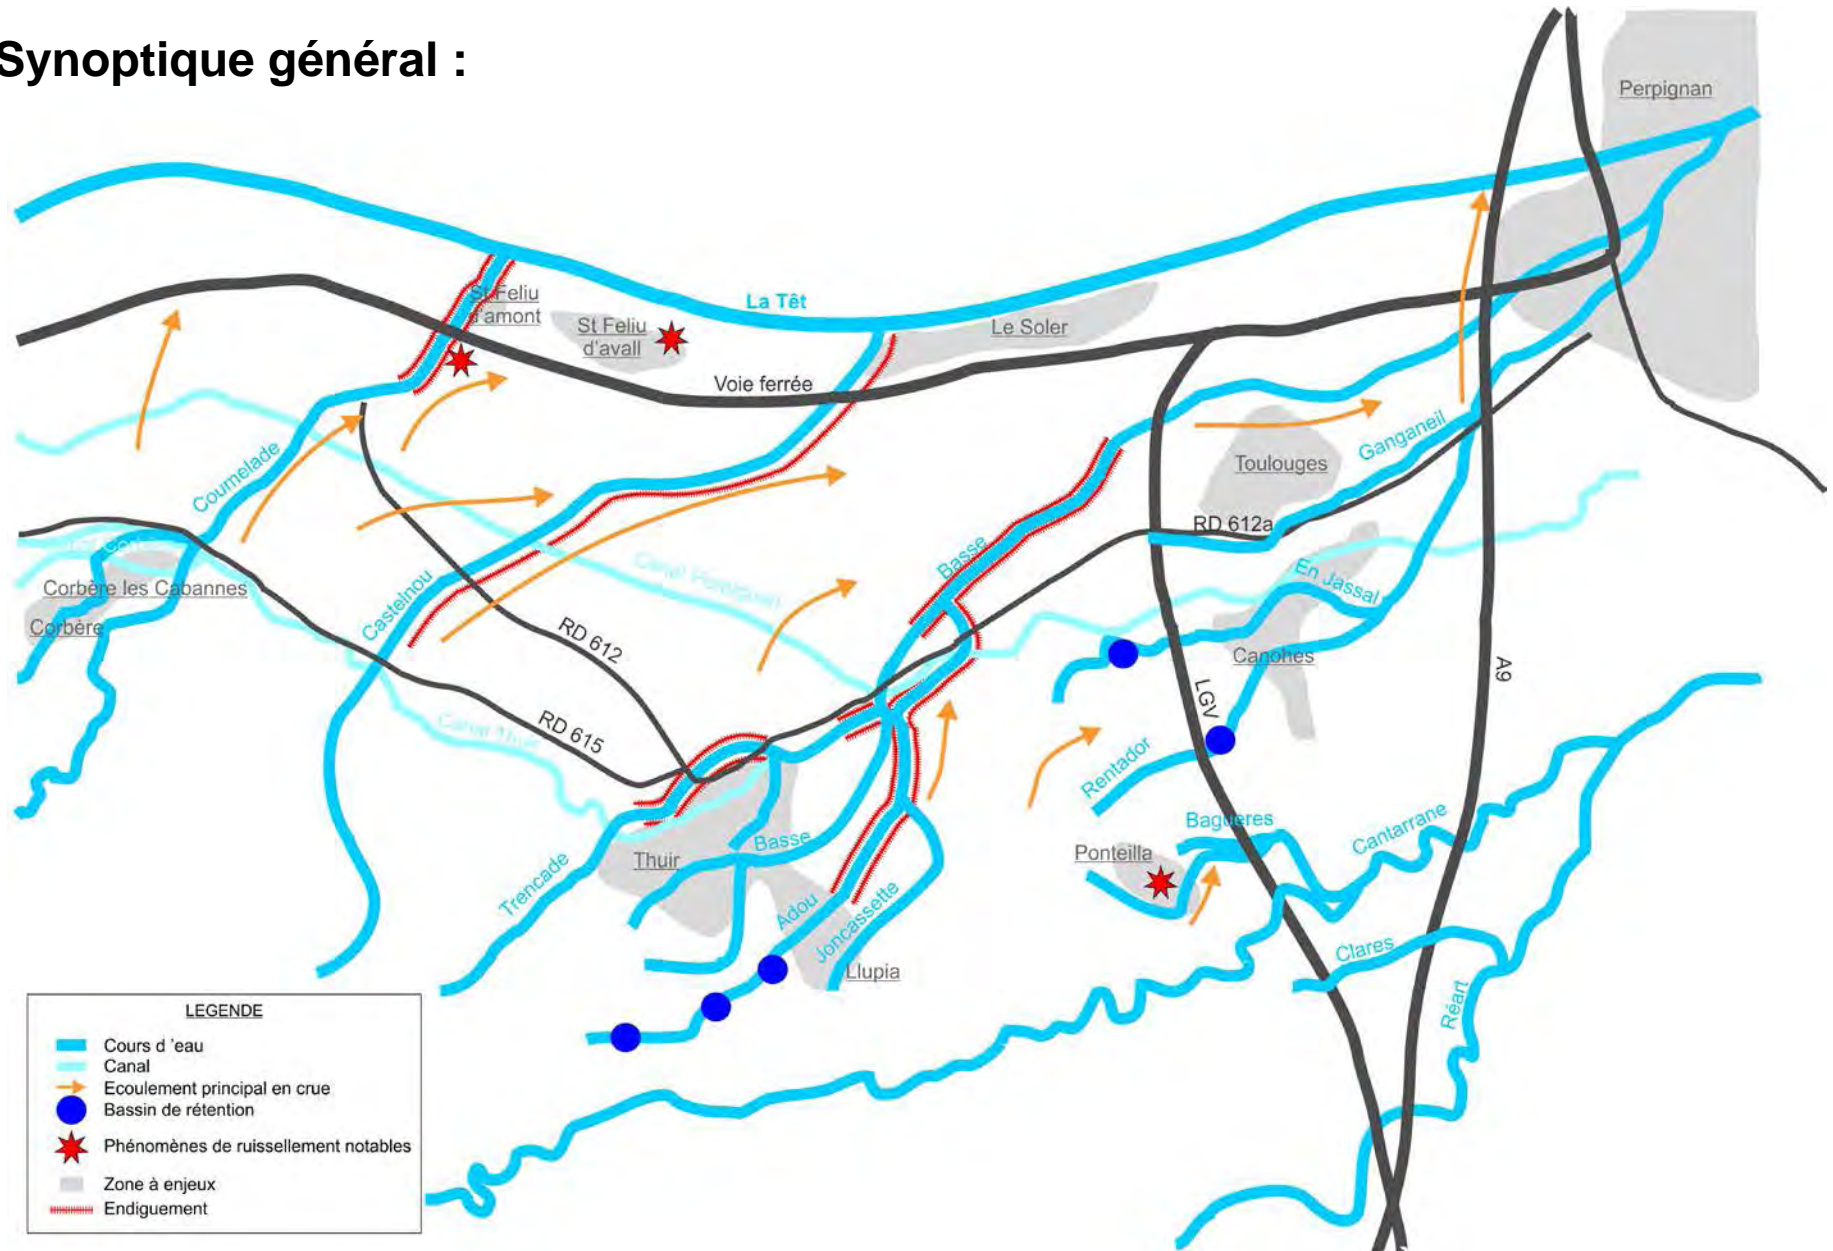 Synoptique général :
Perpignan
St Feliu
d'amont
St Feliu
d'avall
La Têt
Le Soler
Voie ferrée
Coumelade
Toulouges
Ganganeil
RD 612a
Corbère les Cabannes
Corbère
Castelnou
RD 612
Basse
En Jassal
Canohes
A9
LGV
Canal Thuir
RD 615
Rentador
Bagueres
Cantarrane
Ponteilla
Thuir
Basse
Trencade
Adou
Joncassette
Llupia
Clares
Réart
LEGENDE
Cours d 'eau
Canal
Ecoulement principal en crue
Bassin de rétention
Phénomènes de ruissellement notables
Zone à enjeux
Endiguement